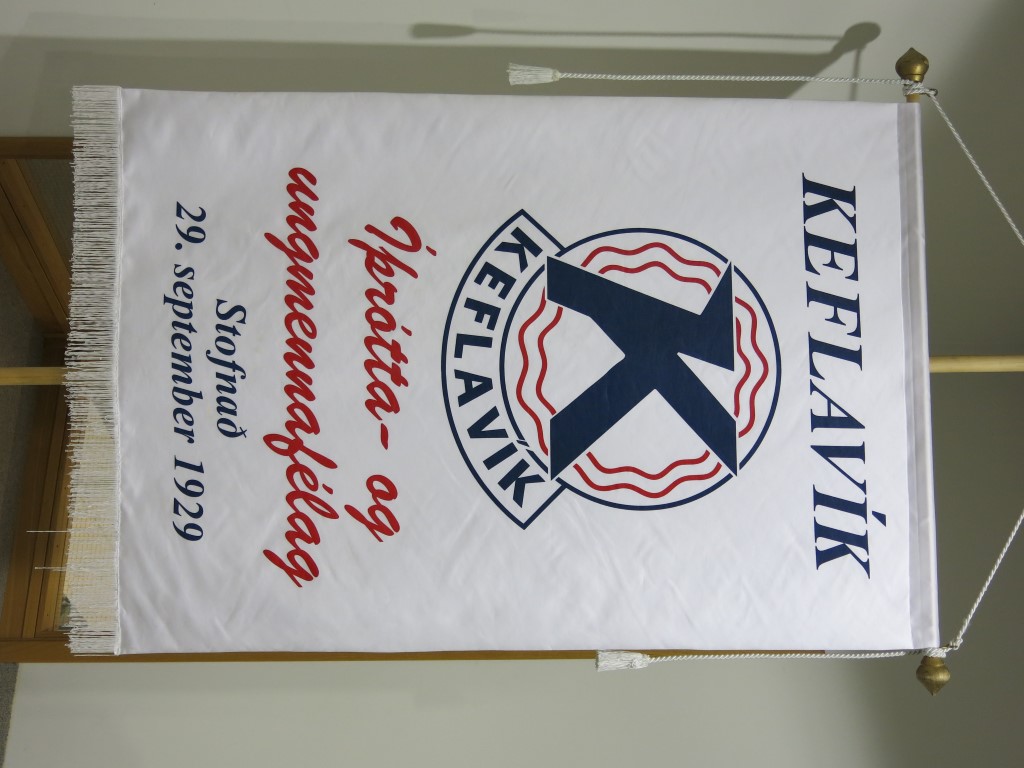 KEFLAVÍK
K
KEFLAVÍK
Íþrótta- og
ungmennafélag
Stofnað
29. september 1929